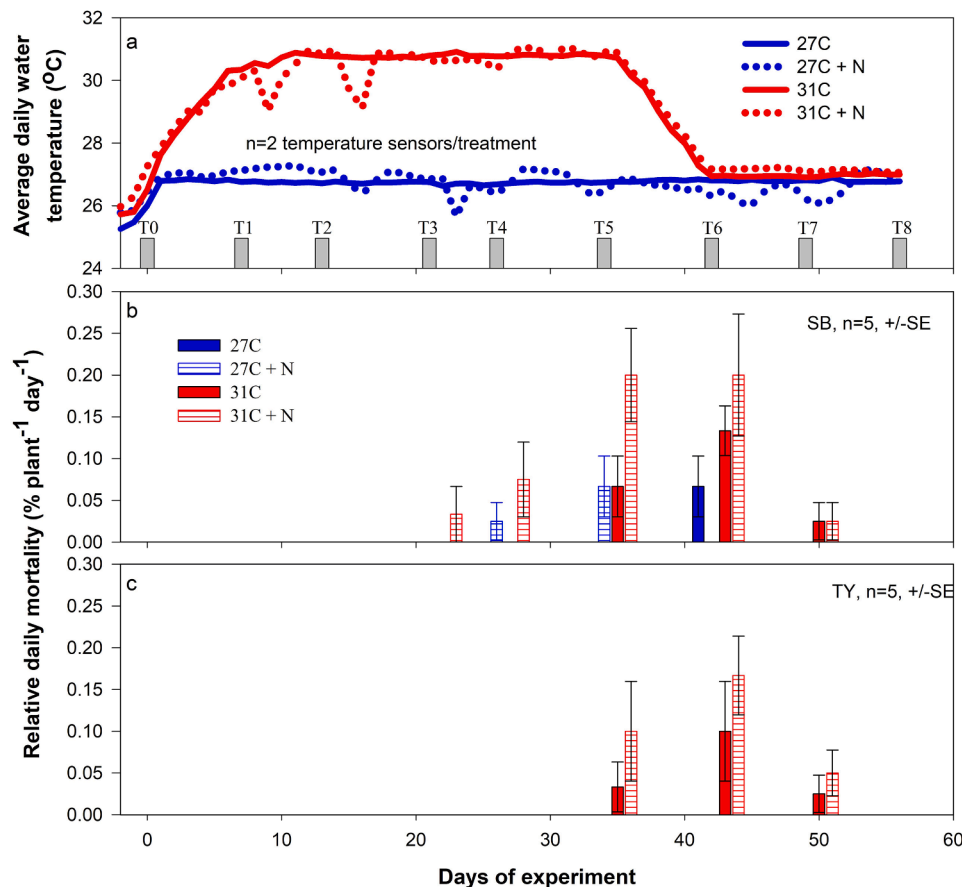 a
32
30
28
26
24
Average daily water
temperature (°C)
27C
27C + N
31C
31C + N
n=2 temperature sensors/treatment
T0 T1 T2 T3 T4 T5 T6 T7 T8
b
0.30
0.25
0.20
0.15
0.10
0.05
0.00
SB, n=5, +/-SE
27C
27C + N
31C
31C + N
Relative daily mortality (% plant⁻¹ day⁻¹)
c
0.30
0.25
0.20
0.15
0.10
0.05
0.00
TY, n=5, +/-SE
0 10 20 30 40 50 60
Days of experiment